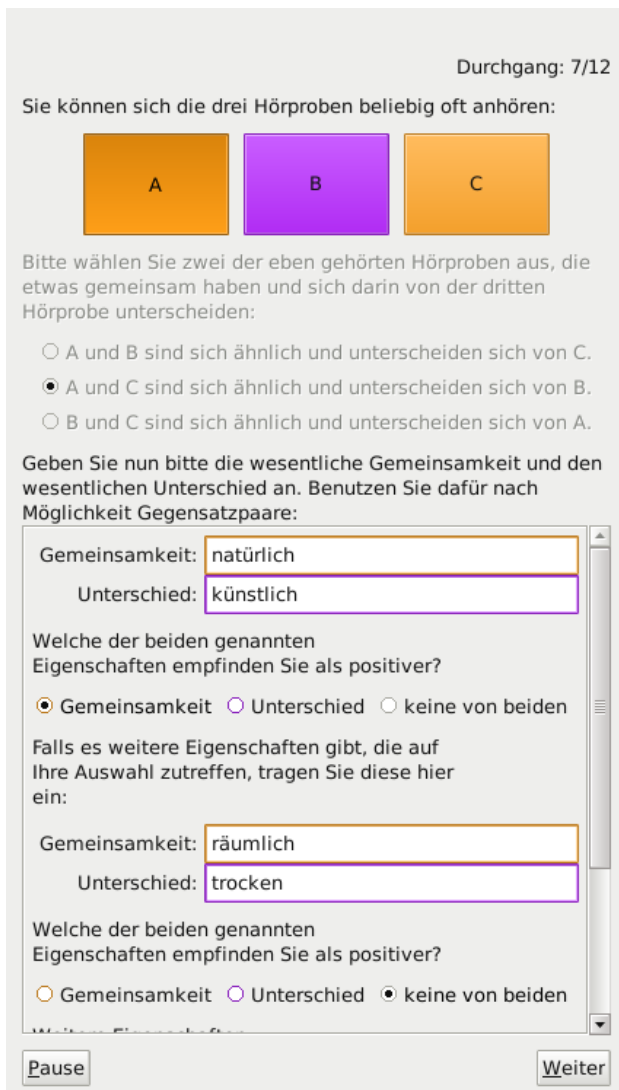 Durchgang: 7/12
Sie können sich die drei Hörproben beliebig oft anhören:
A B C
Bitte wählen Sie zwei der eben gehörten Hörproben aus, die
etwas gemeinsam haben und sich darin von der dritten
Hörprobe unterscheiden:
A und B sind sich ähnlich und unterscheiden sich von C.
A und C sind sich ähnlich und unterscheiden sich von B.
B und C sind sich ähnlich und unterscheiden sich von A.
Geben Sie nun bitte die wesentliche Gemeinsamkeit und den
wesentlichen Unterschied an. Benutzen Sie dafür nach
Möglichkeit Gegensatzpaare:
Gemeinsamkeit: natürlich
Unterschied: künstlich
Welche der beiden genannten
Eigenschaften empfinden Sie als positiver?
Gemeinsamkeit Unterschied keine von beiden
Falls es weitere Eigenschaften gibt, die auf
Ihre Auswahl zutreffen, tragen Sie diese hier
ein:
Gemeinsamkeit: räumlich
Unterschied: trocken
Welche der beiden genannten
Eigenschaften empfinden Sie als positiver?
Gemeinsamkeit Unterschied keine von beiden
Pause Weiter